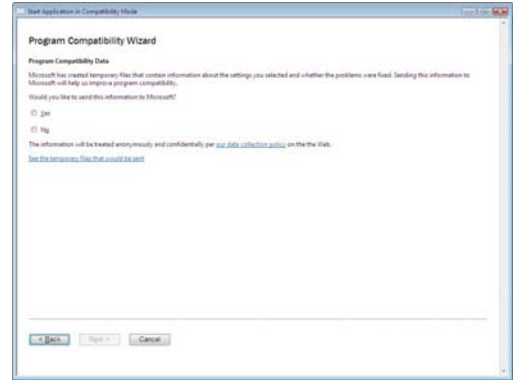 Start Application in Compatibility Mode
Program Compatibility Wizard
Program Compatibility Data
Microsoft has created temporary files that contain information about the settings you selected and whether the problems were fixed. Sending this information to
Microsoft will help us improve program compatibility.
Would you like to send this information to Microsoft?
Yes
No
The information will be treated anonymously and confidentially per our data collection policy on the the Web.
See the temporary files that would be sent
< Back
Next >
Cancel